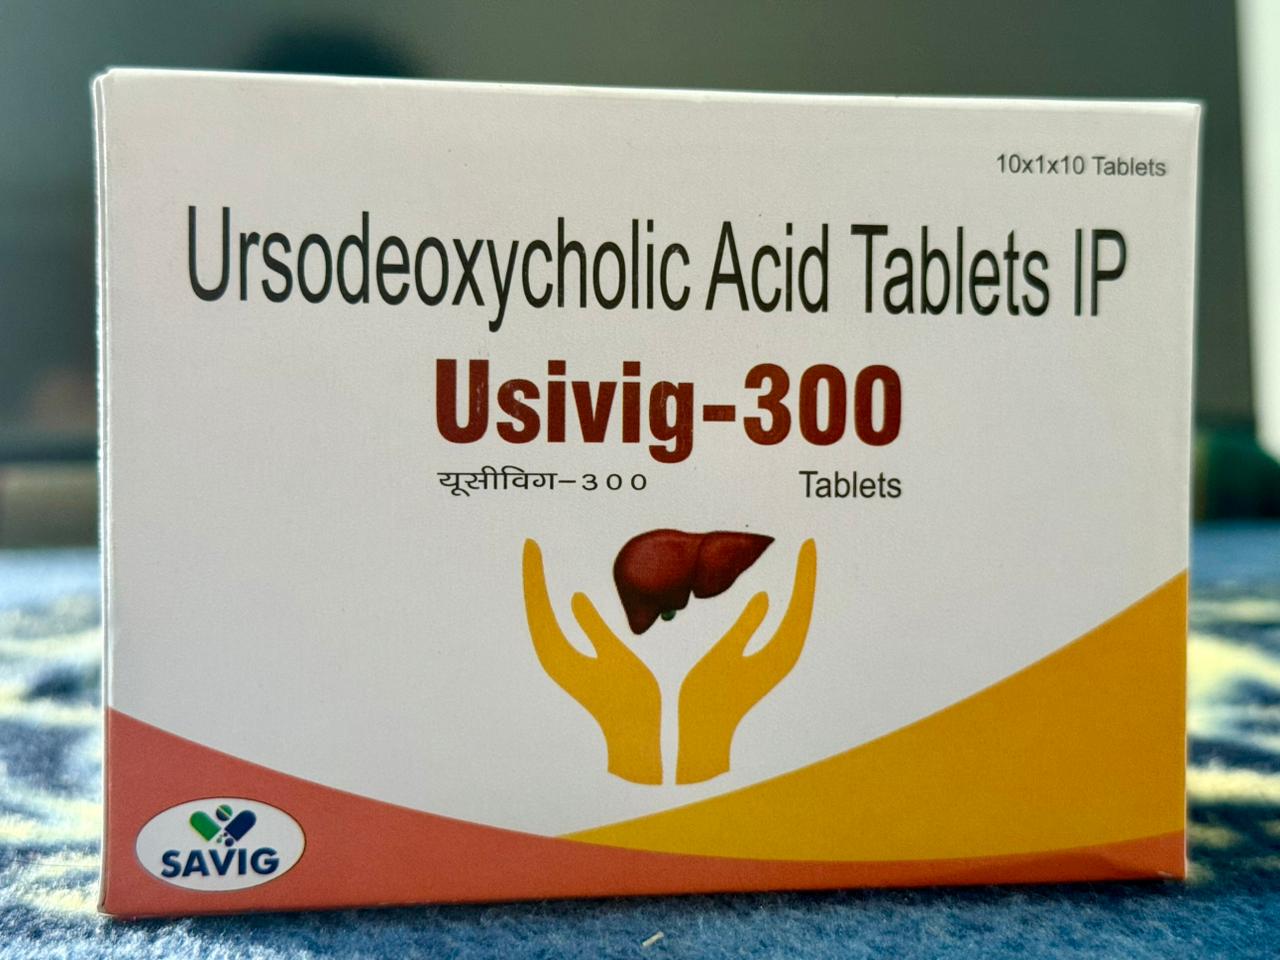 10x1x10 Tablets
Ursodeoxycholic Acid Tablets IP
Usivig-300
यूसीविग-300 Tablets
SAVIG